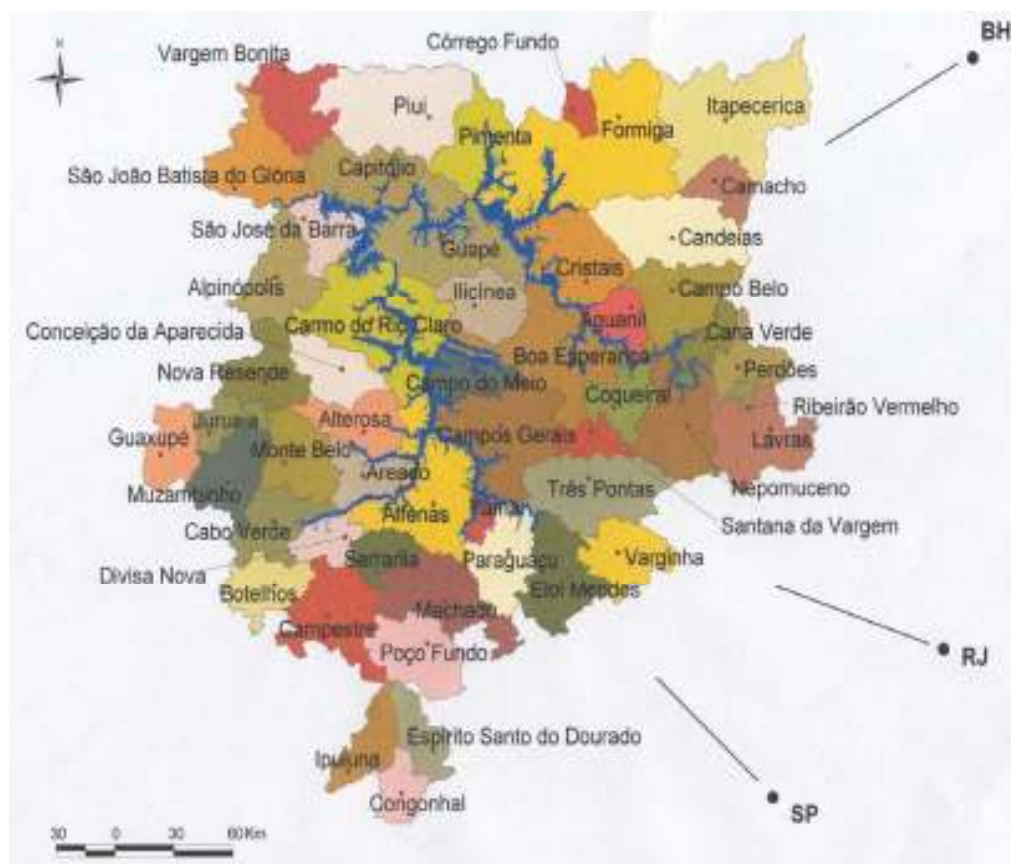 BH
Córrego Fundo
N
Vargem Bonita
Piui
Itapecerica
Formiga
Pimenta
Capitólio
São João Batista do Glória
Camacho
São José da Barra
Candeias
Guapé
Cristais
Alpinópolis
Ilicínea
Campo Belo
Aguanil
Conceição da Aparecida
Carmo do Rio Claro
Cana Verde
Boa Esperança
Nova Resende
Campo do Meio
Perdões
Coqueiral
Ribeirão Vermelho
Juruaia
Alterosa
Guaxupé
Campos Gerais
Lavras
Monte Belo
Areado
Muzambinho
Três Pontas
Nepomuceno
Alfenas
Cabo Verde
Santana da Vargem
Serrania
Paraguaçu
Varginha
Divisa Nova
Botelhos
Eloi Mendes
Machado
Campestre
Poço Fundo
RJ
Espírito Santo do Dourado
Ipuiuna
Congonhal
SP
30 0 30 60 Km